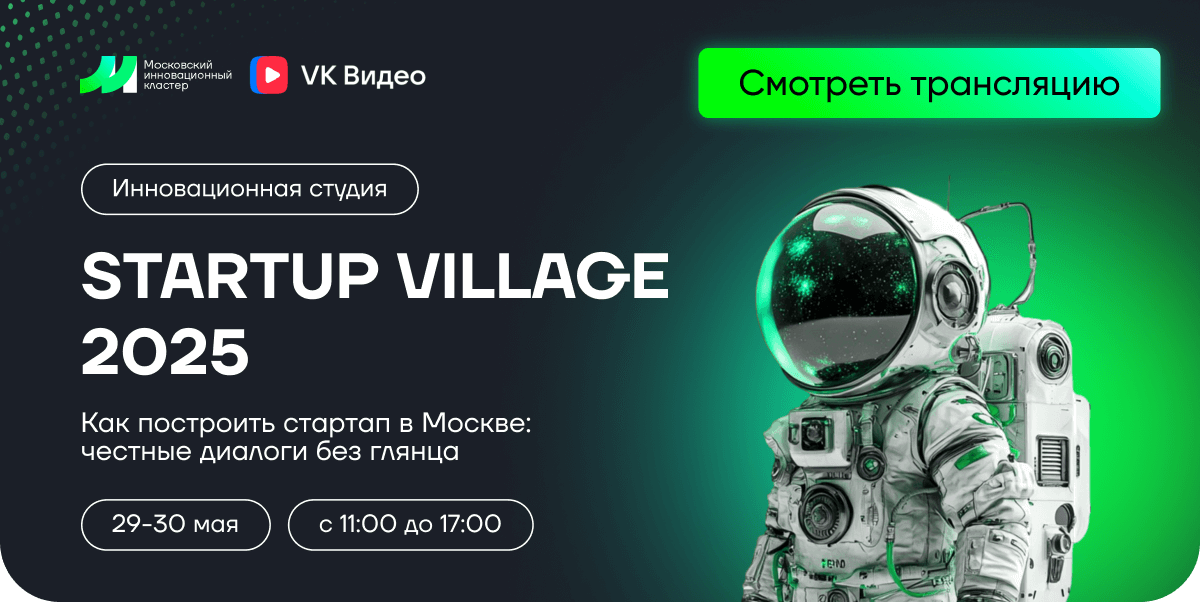 Московский
инновационный
кластер
VK Видео
Смотреть трансляцию
Инновационная студия
STARTUP VILLAGE
2025
Как построить стартап в Москве:
честные диалоги без глянца
29-30 мая
с 11:00 до 17:00